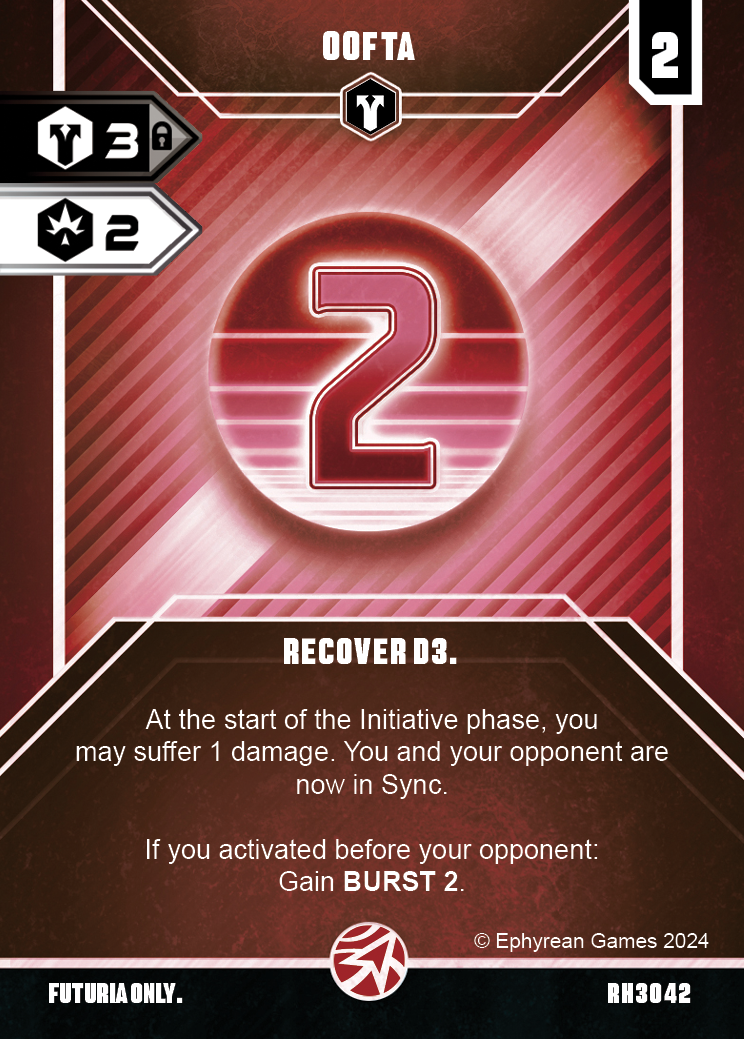 OOFTA
2
3
2
2
RECOVER D3.
At the start of the Initiative phase, you
may suffer 1 damage. You and your opponent are
now in Sync.
If you activated before your opponent:
Gain BURST 2.
© Ephyrean Games 2024
FUTURIA ONLY.
RH3042